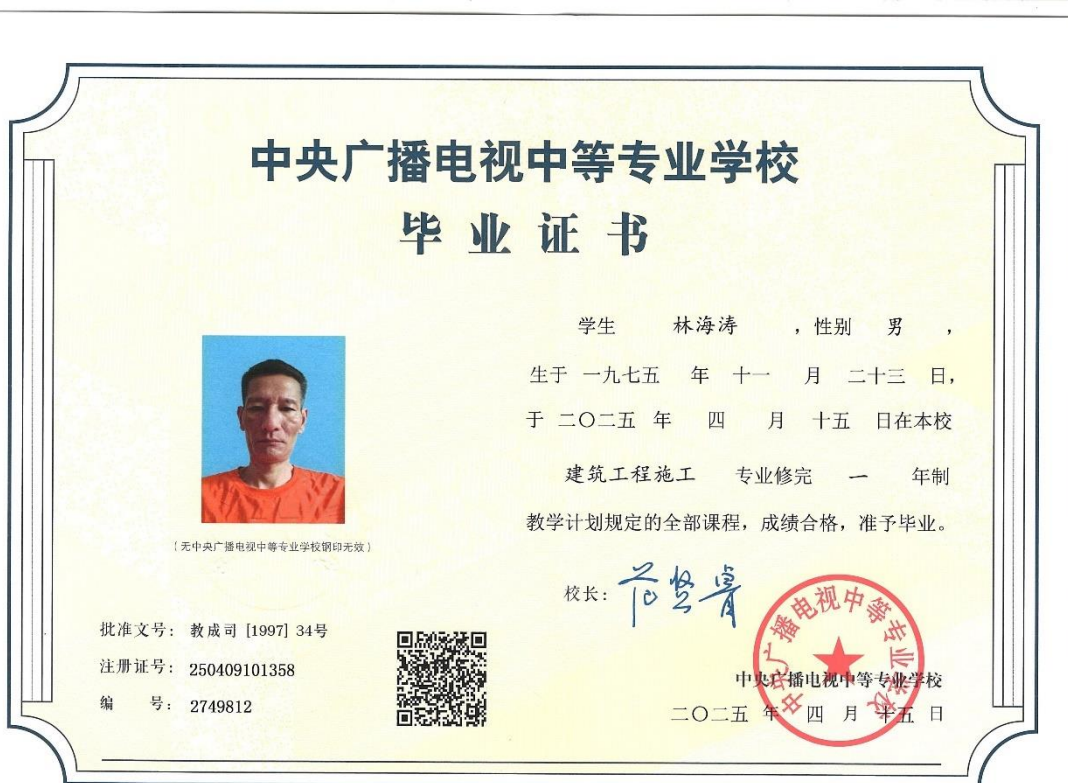 中央广播电视中等专业学校
毕业证书
学生 林海涛 ，性别 男 ，
生于 一九七五 年 十一 月 二十三 日，
于 二〇二五 年 四 月 十五 日在本校
建筑工程施工 专业修完 一 年制
教学计划规定的全部课程，成绩合格，准予毕业。
（无中央广播电视中等专业学校钢印无效）
校长：
批准文号： 教成司 [1997] 34号
注册证号： 250409101358
编 号： 2749812
中央广播电视中等专业学校
中央广播电视中等专业学校
二〇二五 年 四 月 十五 日